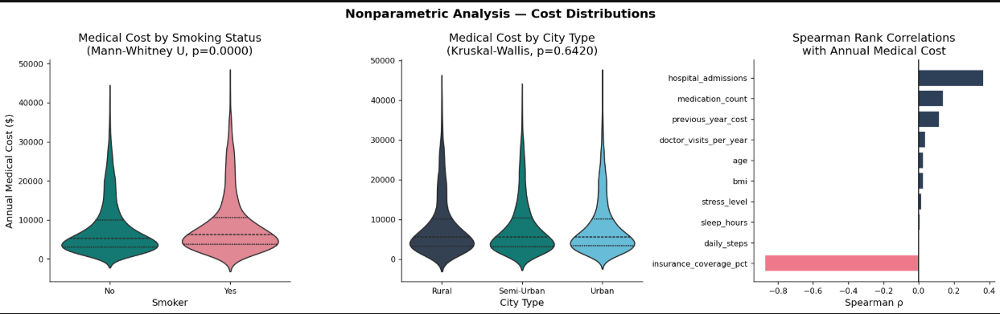 Nonparametric Analysis — Cost Distributions
Medical Cost by Smoking Status
(Mann-Whitney U, p=0.0000)
Annual Medical Cost ($)
50000
40000
30000
20000
10000
0
No
Yes
Smoker
Medical Cost by City Type
(Kruskal-Wallis, p=0.6420)
50000
40000
30000
20000
10000
0
Rural
Semi-Urban
Urban
City Type
Spearman Rank Correlations
with Annual Medical Cost
hospital_admissions
medication_count
previous_year_cost
doctor_visits_per_year
age
bmi
stress_level
sleep_hours
daily_steps
insurance_coverage_pct
−0.8 −0.6 −0.4 −0.2 0.0 0.2 0.4
Spearman ρ